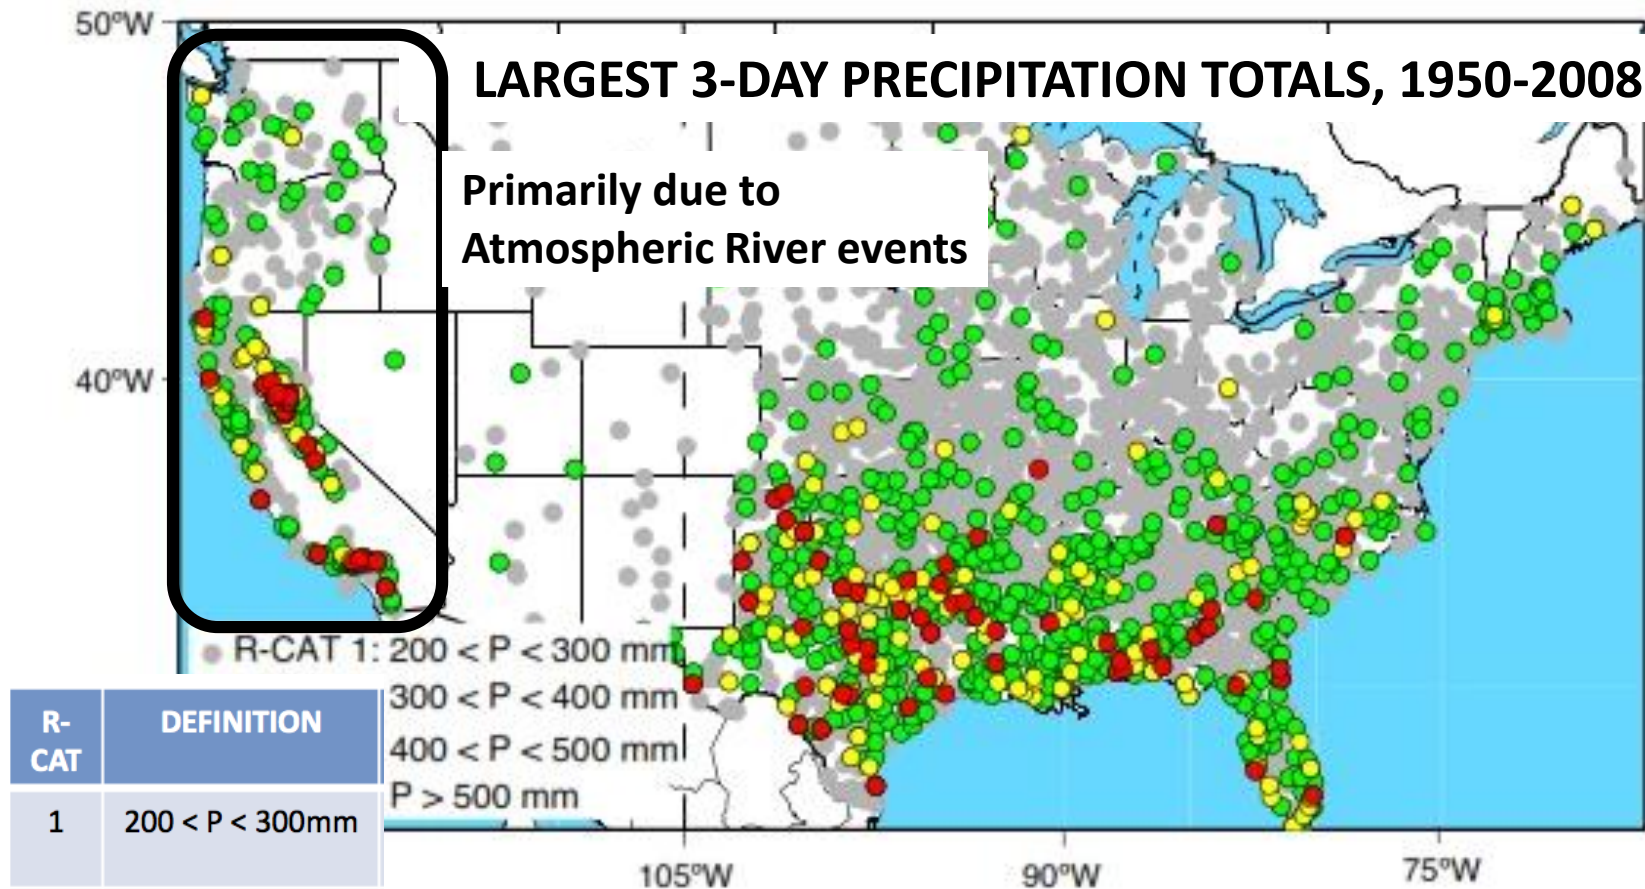 50°W
LARGEST 3-DAY PRECIPITATION TOTALS, 1950-2008
Primarily due to
Atmospheric River events
40°W
R-CAT 1: 200 < P < 300 mm
300 < P < 400 mm
400 < P < 500 mm
P > 500 mm
R-
CAT
DEFINITION
1
200 < P < 300mm
105°W
90°W
75°W